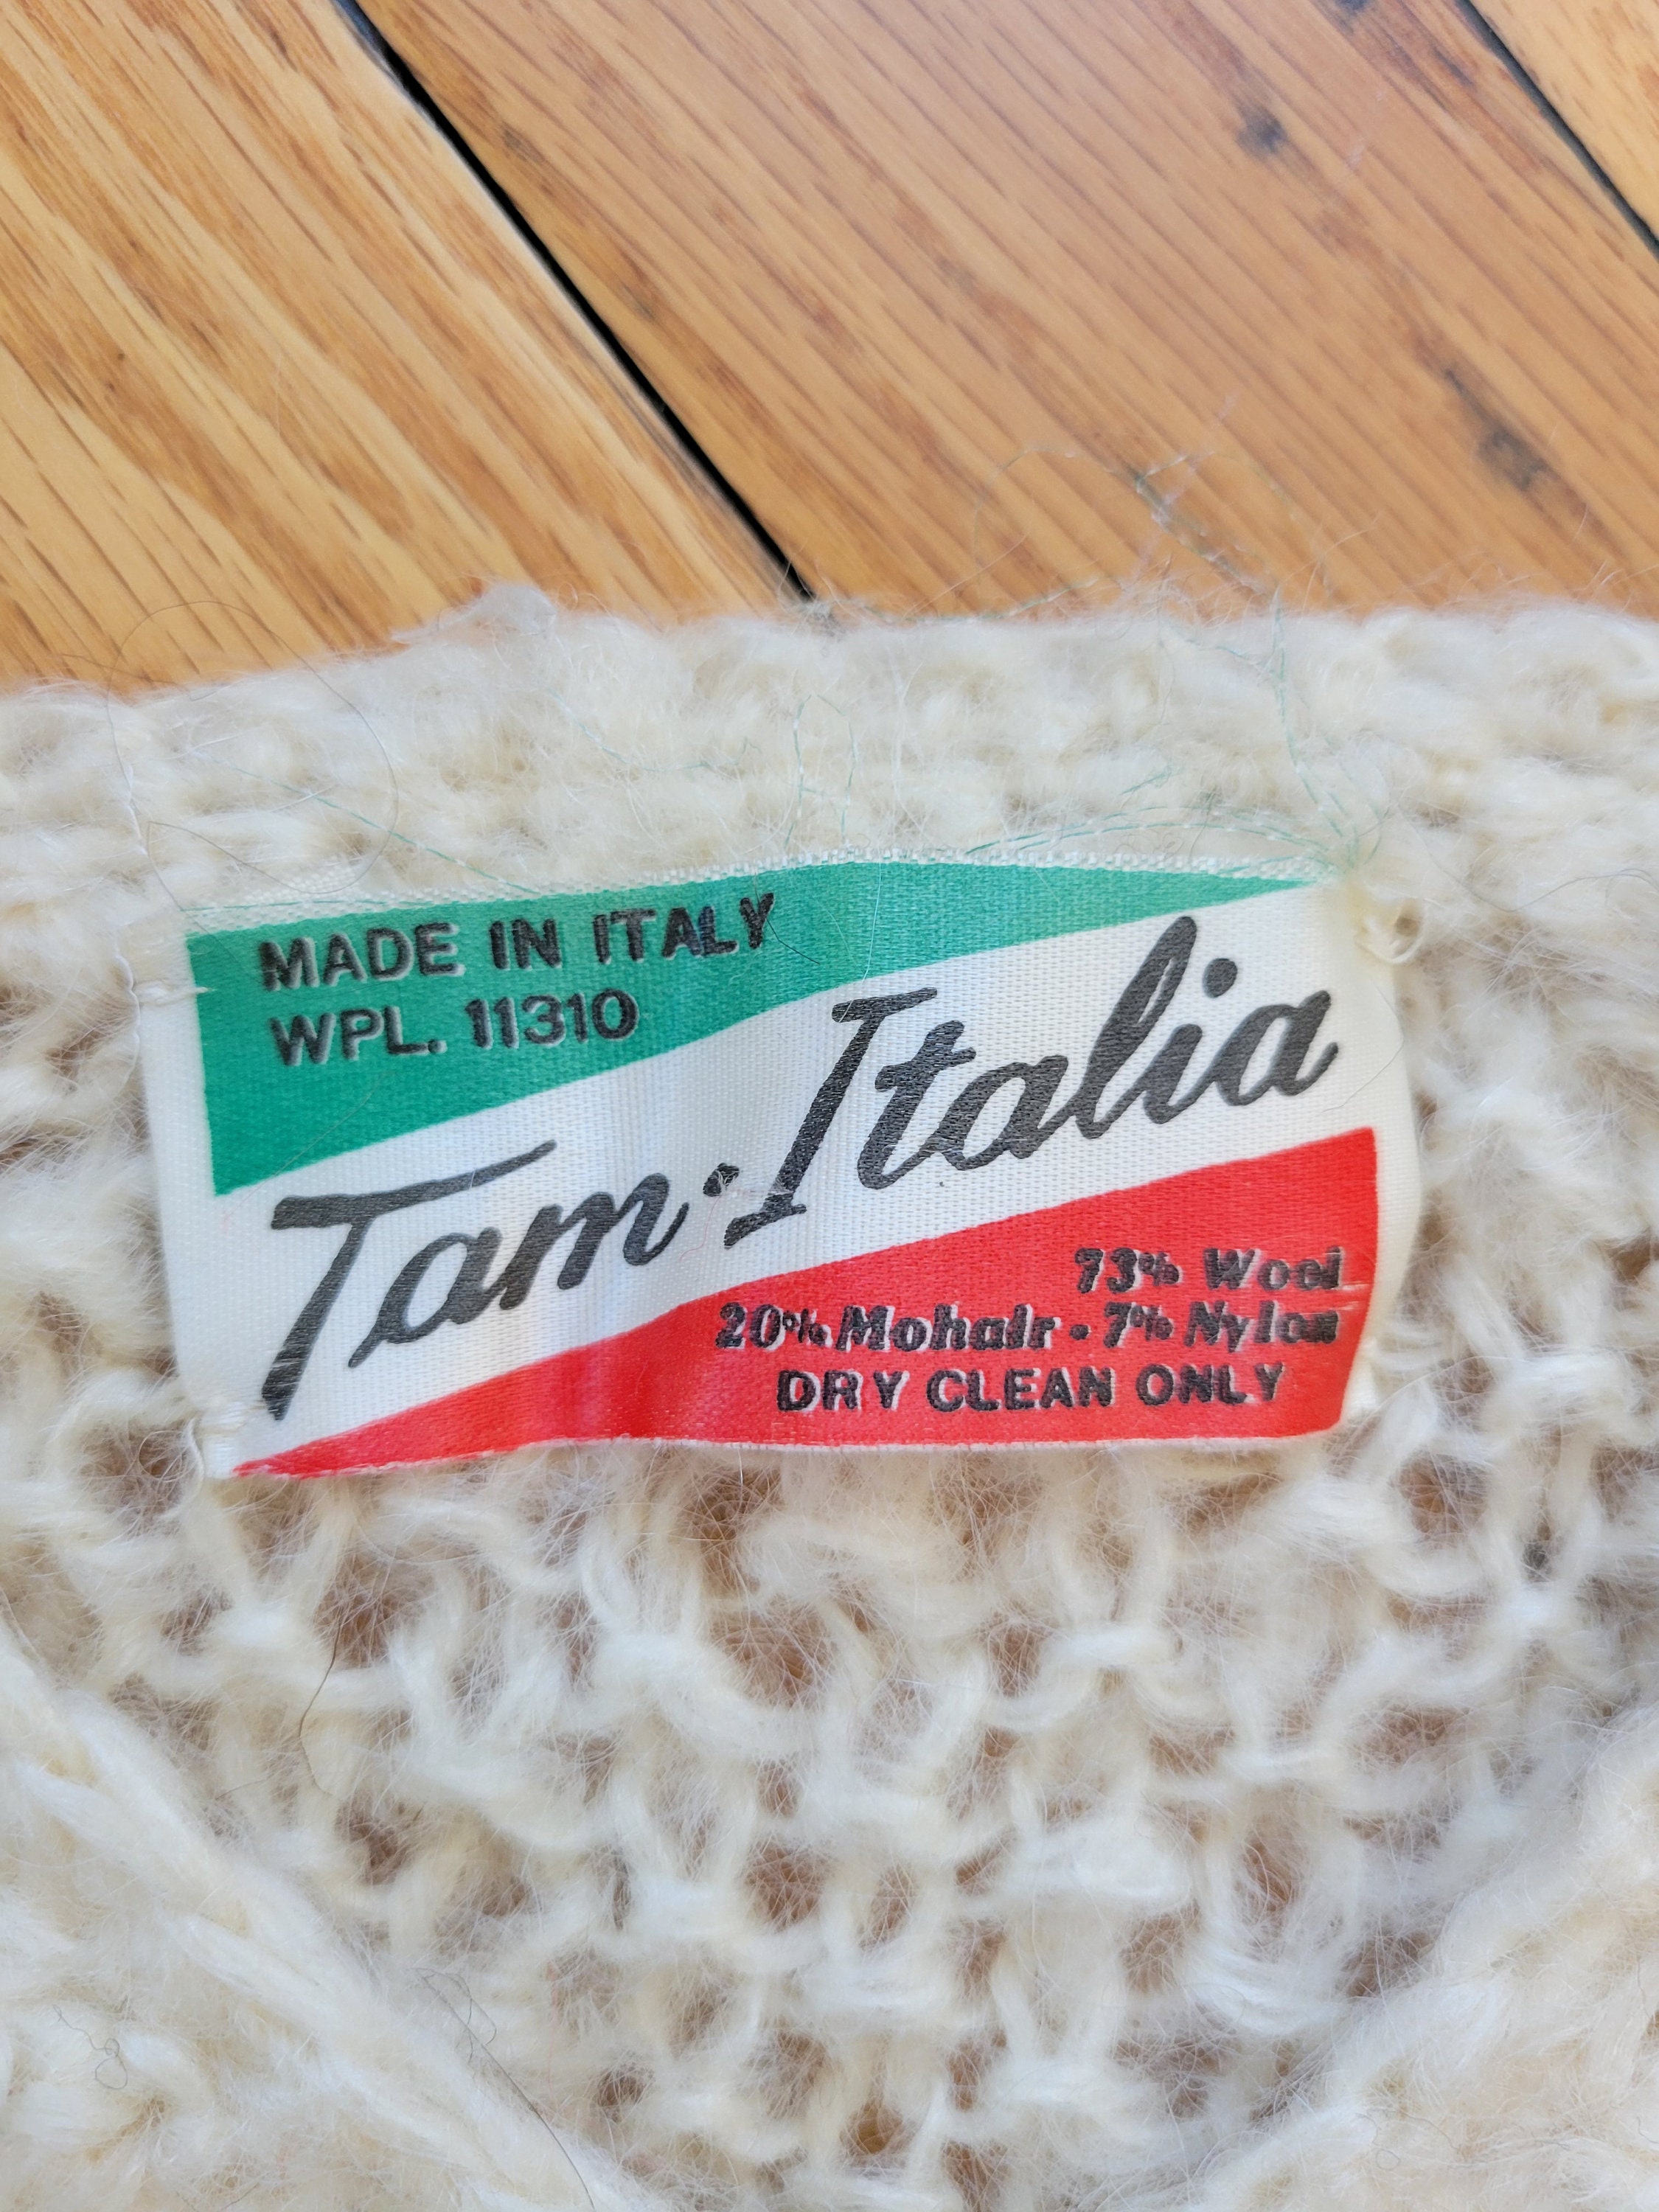 MADE IN ITALY
WPL. 11310
Tam·Italia
73% Wool
20% Mohair - 7% Nylon
DRY CLEAN ONLY